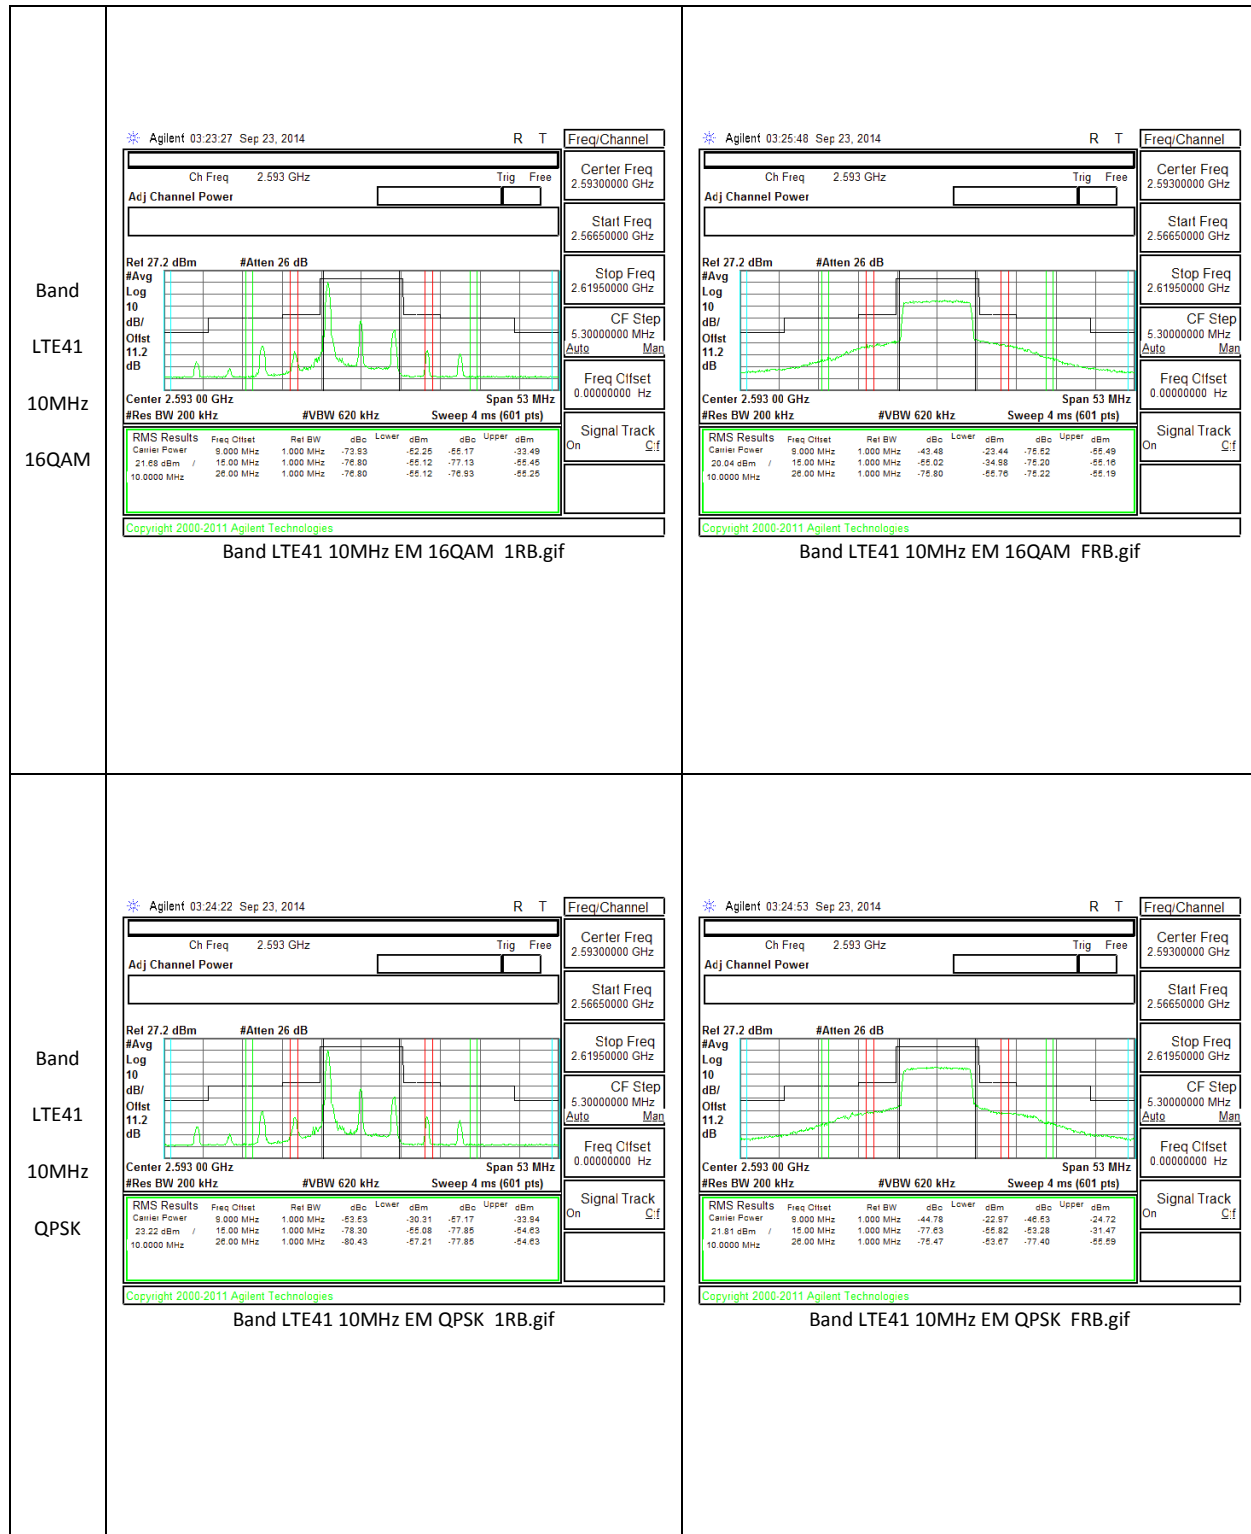 Band
LTE41
10MHz
16QAM
Agilent 03:23:27 Sep 23, 2014 R T
Freq/Channel
Ch Freq 2.593 GHz Trig Free
Adj Channel Power
Center Freq
2.59300000 GHz
Start Freq
2.56650000 GHz
Stop Freq
2.61950000 GHz
CF Step
5.30000000 MHz
Auto Man
Freq Offset
0.00000000 Hz
Signal Track
On Off
Ref 27.2 dBm #Atten 26 dB
#Avg
Log
10
dB/
Offst
11.2
dB
Center 2.593 00 GHz Span 53 MHz
#Res BW 200 kHz #VBW 620 kHz Sweep 4 ms (601 pts)
RMS Results Freq Offset Ref BW dBc Lower dBm dBc Upper dBm
Carrier Power 9.000 MHz 1.000 MHz -73.93 -52.25 -55.17 -33.49
21.68 dBm / 15.00 MHz 1.000 MHz -76.80 -55.12 -77.13 -55.45
10.0000 MHz 26.00 MHz 1.000 MHz -76.80 -55.12 -76.93 -55.25
Copyright 2000-2011 Agilent Technologies
Band LTE41 10MHz EM 16QAM 1RB.gif
Agilent 03:25:48 Sep 23, 2014 R T
Freq/Channel
Ch Freq 2.593 GHz Trig Free
Adj Channel Power
Center Freq
2.59300000 GHz
Start Freq
2.56650000 GHz
Stop Freq
2.61950000 GHz
CF Step
5.30000000 MHz
Auto Man
Freq Offset
0.00000000 Hz
Signal Track
On Off
Ref 27.2 dBm #Atten 26 dB
#Avg
Log
10
dB/
Offst
11.2
dB
Center 2.593 00 GHz Span 53 MHz
#Res BW 200 kHz #VBW 620 kHz Sweep 4 ms (601 pts)
RMS Results Freq Offset Ref BW dBc Lower dBm dBc Upper dBm
Carrier Power 9.000 MHz 1.000 MHz -43.48 -23.44 -75.52 -55.49
20.04 dBm / 15.00 MHz 1.000 MHz -55.02 -34.98 -75.20 -55.16
10.0000 MHz 26.00 MHz 1.000 MHz -75.80 -55.76 -75.22 -55.19
Copyright 2000-2011 Agilent Technologies
Band LTE41 10MHz EM 16QAM FRB.gif
Band
LTE41
10MHz
QPSK
Agilent 03:24:22 Sep 23, 2014 R T
Freq/Channel
Ch Freq 2.593 GHz Trig Free
Adj Channel Power
Center Freq
2.59300000 GHz
Start Freq
2.56650000 GHz
Stop Freq
2.61950000 GHz
CF Step
5.30000000 MHz
Auto Man
Freq Offset
0.00000000 Hz
Signal Track
On Off
Ref 27.2 dBm #Atten 26 dB
#Avg
Log
10
dB/
Offst
11.2
dB
Center 2.593 00 GHz Span 53 MHz
#Res BW 200 kHz #VBW 620 kHz Sweep 4 ms (601 pts)
RMS Results Freq Offset Ref BW dBc Lower dBm dBc Upper dBm
Carrier Power 9.000 MHz 1.000 MHz -53.53 -30.31 -57.17 -33.94
23.22 dBm / 15.00 MHz 1.000 MHz -78.30 -55.08 -77.85 -54.63
10.0000 MHz 26.00 MHz 1.000 MHz -80.43 -57.21 -77.85 -54.63
Copyright 2000-2011 Agilent Technologies
Band LTE41 10MHz EM QPSK 1RB.gif
Agilent 03:24:53 Sep 23, 2014 R T
Freq/Channel
Ch Freq 2.593 GHz Trig Free
Adj Channel Power
Center Freq
2.59300000 GHz
Start Freq
2.56650000 GHz
Stop Freq
2.61950000 GHz
CF Step
5.30000000 MHz
Auto Man
Freq Offset
0.00000000 Hz
Signal Track
On Off
Ref 27.2 dBm #Atten 26 dB
#Avg
Log
10
dB/
Offst
11.2
dB
Center 2.593 00 GHz Span 53 MHz
#Res BW 200 kHz #VBW 620 kHz Sweep 4 ms (601 pts)
RMS Results Freq Offset Ref BW dBc Lower dBm dBc Upper dBm
Carrier Power 9.000 MHz 1.000 MHz -44.78 -22.97 -46.53 -24.72
21.81 dBm / 15.00 MHz 1.000 MHz -77.63 -55.82 -53.28 -31.47
10.0000 MHz 26.00 MHz 1.000 MHz -75.47 -53.67 -77.40 -55.59
Copyright 2000-2011 Agilent Technologies
Band LTE41 10MHz EM QPSK FRB.gif